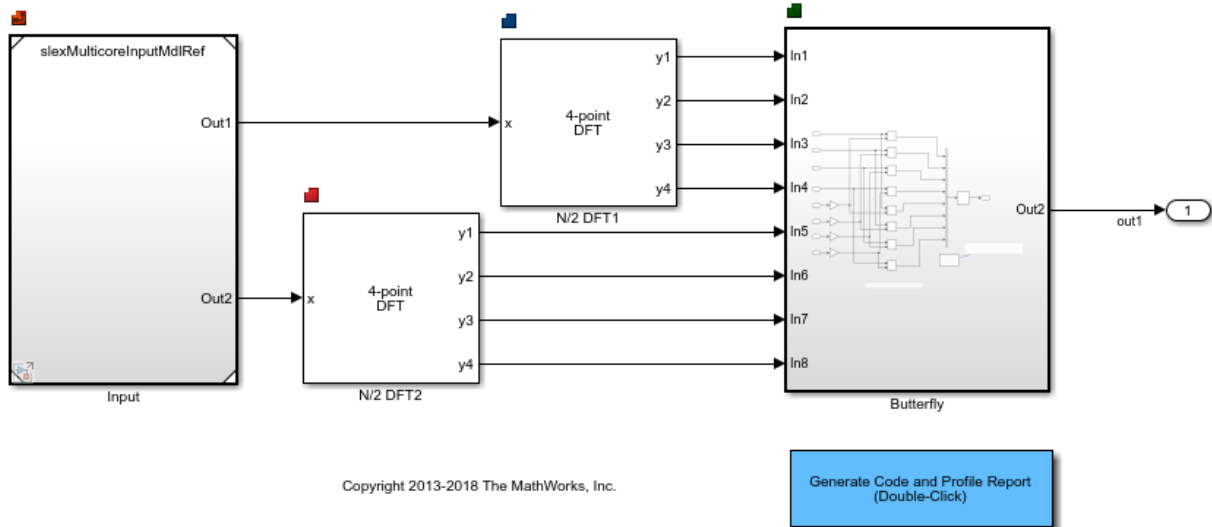 slexMulticoreInputMdlRef
Out1
Out2
Input
x
4-point
DFT
y1
y2
y3
y4
N/2 DFT1
x
4-point
DFT
y1
y2
y3
y4
N/2 DFT2
In1
In2
In3
In4
In5
In6
In7
In8
Out2
Butterfly
out1
1
Copyright 2013-2018 The MathWorks, Inc.
Generate Code and Profile Report
(Double-Click)